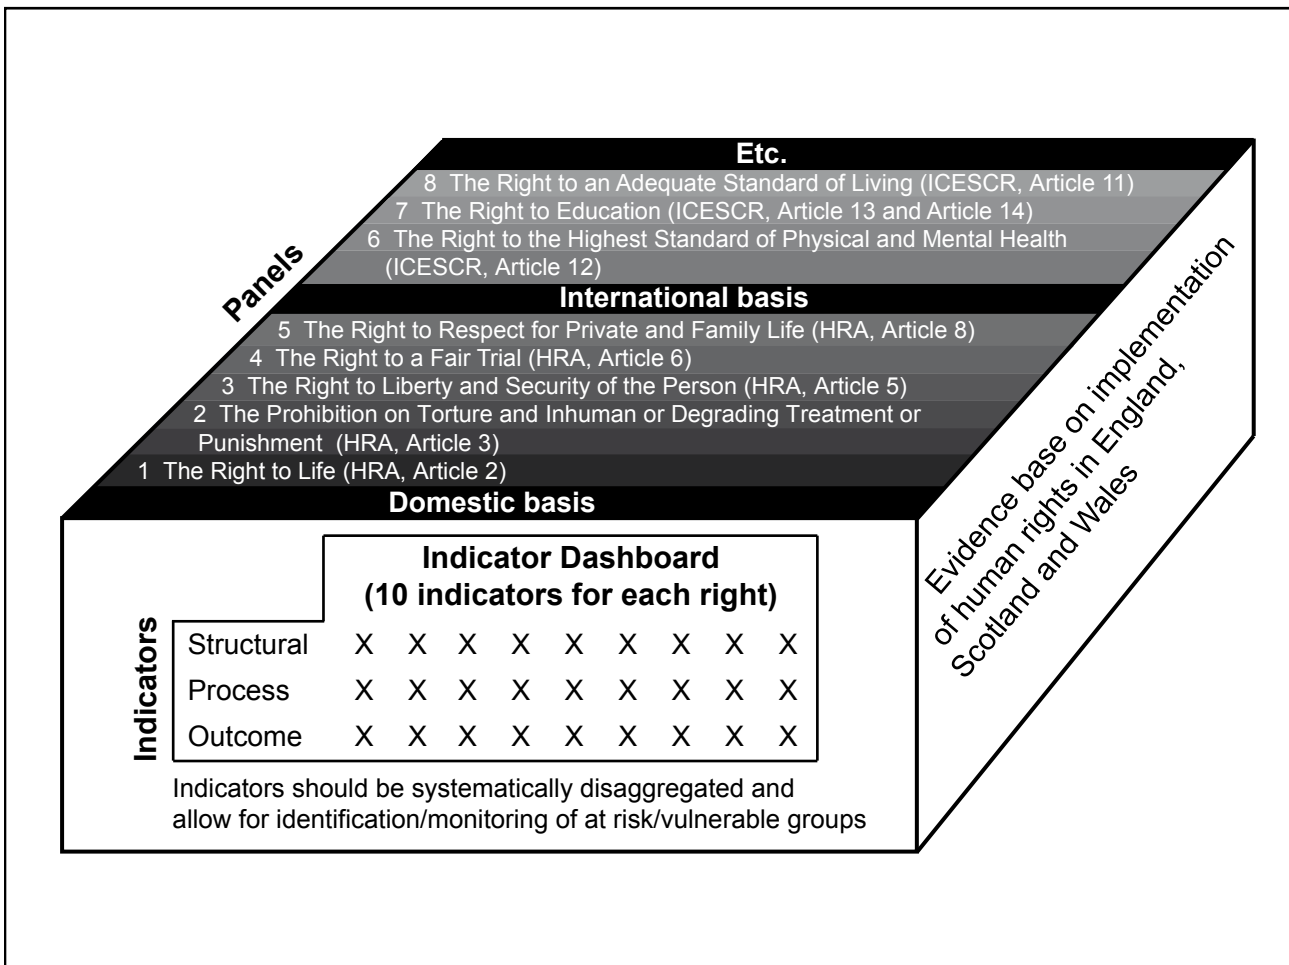 Etc.
8 The Right to an Adequate Standard of Living (ICESCR, Article 11)
7 The Right to Education (ICESCR, Article 13 and Article 14)
6 The Right to the Highest Standard of Physical and Mental Health
(ICESCR, Article 12)
Panels
International basis
5 The Right to Respect for Private and Family Life (HRA, Article 8)
4 The Right to a Fair Trial (HRA, Article 6)
3 The Right to Liberty and Security of the Person (HRA, Article 5)
2 The Prohibition on Torture and Inhuman or Degrading Treatment or
Punishment (HRA, Article 3)
1 The Right to Life (HRA, Article 2)
Domestic basis
Evidence base on implementation
of human rights in England,
Scotland and Wales
Indicator Dashboard
(10 indicators for each right)
Indicators
Structural X X X X X X X X X
Process X X X X X X X X X
Outcome X X X X X X X X X
Indicators should be systematically disaggregated and
allow for identification/monitoring of at risk/vulnerable groups